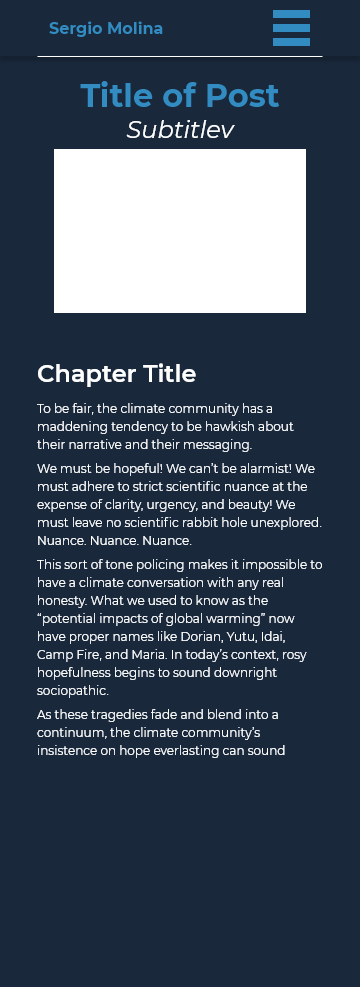 Sergio Molina
Title of Post
Subtitlev
Chapter Title
To be fair, the climate community has a
maddening tendency to be hawkish about
their narrative and their messaging.
We must be hopeful! We can’t be alarmist! We
must adhere to strict scientific nuance at the
expense of clarity, urgency, and beauty! We
must leave no scientific rabbit hole unexplored.
Nuance. Nuance. Nuance.
This sort of tone policing makes it impossible to
have a climate conversation with any real
honesty. What we used to know as the
“potential impacts of global warming” now
have proper names like Dorian, Yutu, Idai,
Camp Fire, and Maria. In today’s context, rosy
hopefulness begins to sound downright
sociopathic.
As these tragedies fade and blend into a
continuum, the climate community’s
insistence on hope everlasting can sound